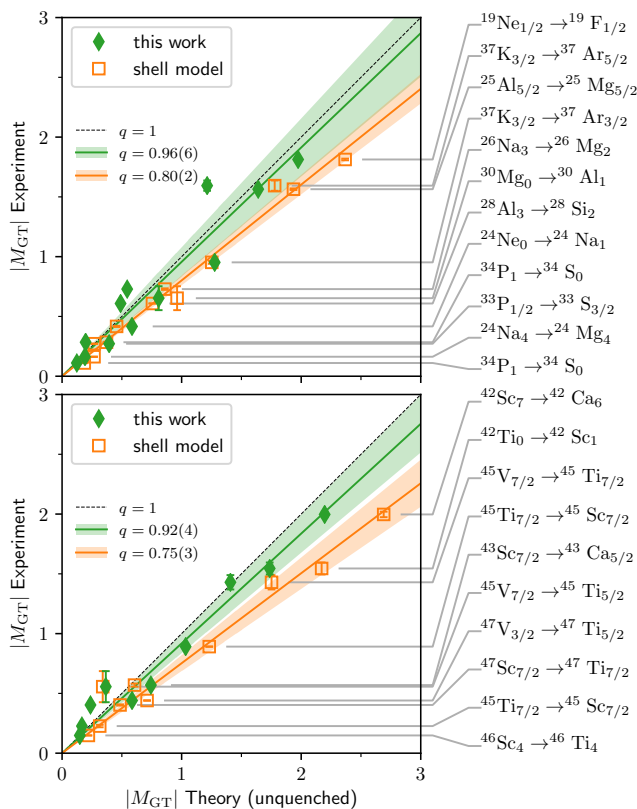 3
2
1
0
|M_GT| Experiment
this work
shell model
q = 1
q = 0.96(6)
q = 0.80(2)
¹⁹Ne₁/₂ →¹⁹ F₁/₂
³⁷K₃/₂ →³⁷ Ar₅/₂
²⁵Al₅/₂ →²⁵ Mg₅/₂
³⁷K₃/₂ →³⁷ Ar₃/₂
²⁶Na₃ →²⁶ Mg₂
³⁰Mg₀ →³⁰ Al₁
²⁸Al₃ →²⁸ Si₂
²⁴Ne₀ →²⁴ Na₁
³⁴P₁ →³⁴ S₀
³³P₁/₂ →³³ S₃/₂
²⁴Na₄ →²⁴ Mg₄
³⁴P₁ →³⁴ S₀
3
2
1
0
|M_GT| Experiment
this work
shell model
q = 1
q = 0.92(4)
q = 0.75(3)
⁴²Sc₇ →⁴² Ca₆
⁴²Ti₀ →⁴² Sc₁
⁴⁵V₇/₂ →⁴⁵ Ti₇/₂
⁴⁵Ti₇/₂ →⁴⁵ Sc₇/₂
⁴³Sc₇/₂ →⁴³ Ca₅/₂
⁴⁵V₇/₂ →⁴⁵ Ti₅/₂
⁴⁷V₃/₂ →⁴⁷ Ti₅/₂
⁴⁷Sc₇/₂ →⁴⁷ Ti₇/₂
⁴⁵Ti₇/₂ →⁴⁵ Sc₇/₂
⁴⁶Sc₄ →⁴⁶ Ti₄
0 1 2 3
|M_GT| Theory (unquenched)